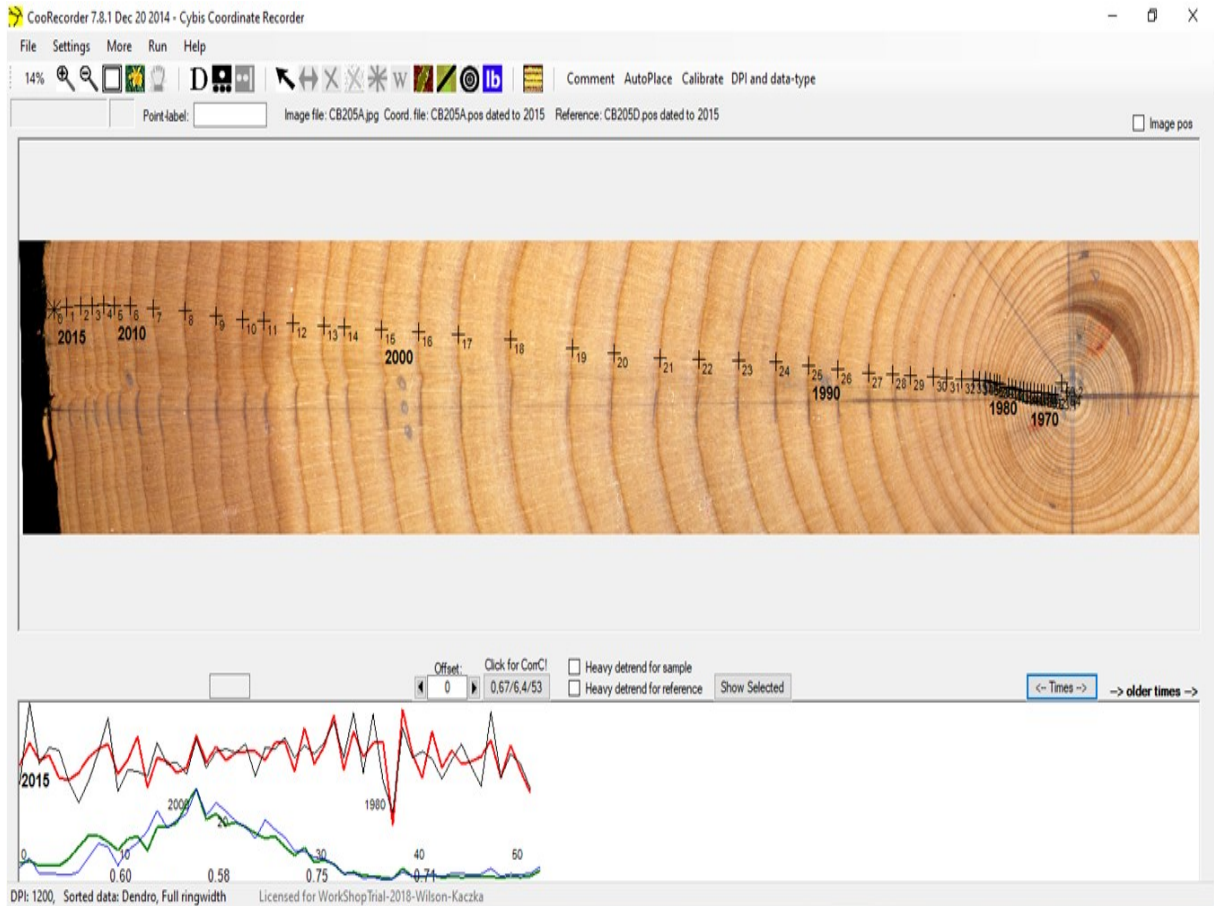 CooRecorder 7.8.1 Dec 20 2014 - Cybis Coordinate Recorder
File Settings More Run Help
14% D W lb Comment AutoPlace Calibrate DPI and data-type
Point-label: Image file: CB205A.jpg Coord. file: CB205A.pos dated to 2015 Reference: CB205D.pos dated to 2015
Image pos
0 1 2 3 4 5 6 7 8 9 10 11 12 13 14 15 16 17 18 19 20 21 22 23 24 25 26 27 28 29 30 31 32
2015 2010 2000 1990 1980 1970
Offset: Click for CorrC! Heavy detrend for sample
0 0,67/6,4/53 Heavy detrend for reference Show Selected <-- Times --> --> older times -->
2015
2000 1980
20
0 10 30 40 50
0.60 0.58 0.75 0.71
DPI: 1200, Sorted data: Dendro, Full ringwidth Licensed for WorkShopTrial-2018-Wilson-Kaczka